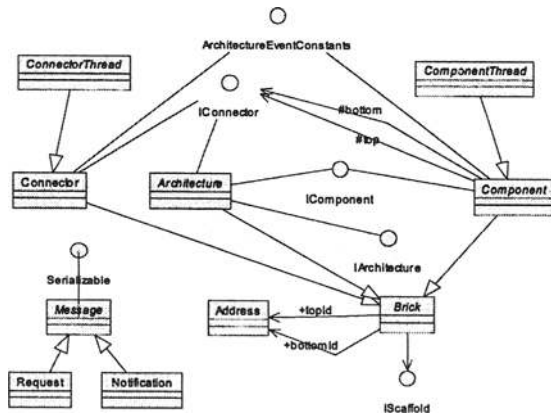 ArchitectureEventConstants
ConnectorThread
ComponentThread
IConnector
#bottom
#top
Connector
Architecture
IComponent
Component
IArchitecture
Serializable
Message
Address
+topId
Brick
+bottomId
Request
Notification
IScaffold